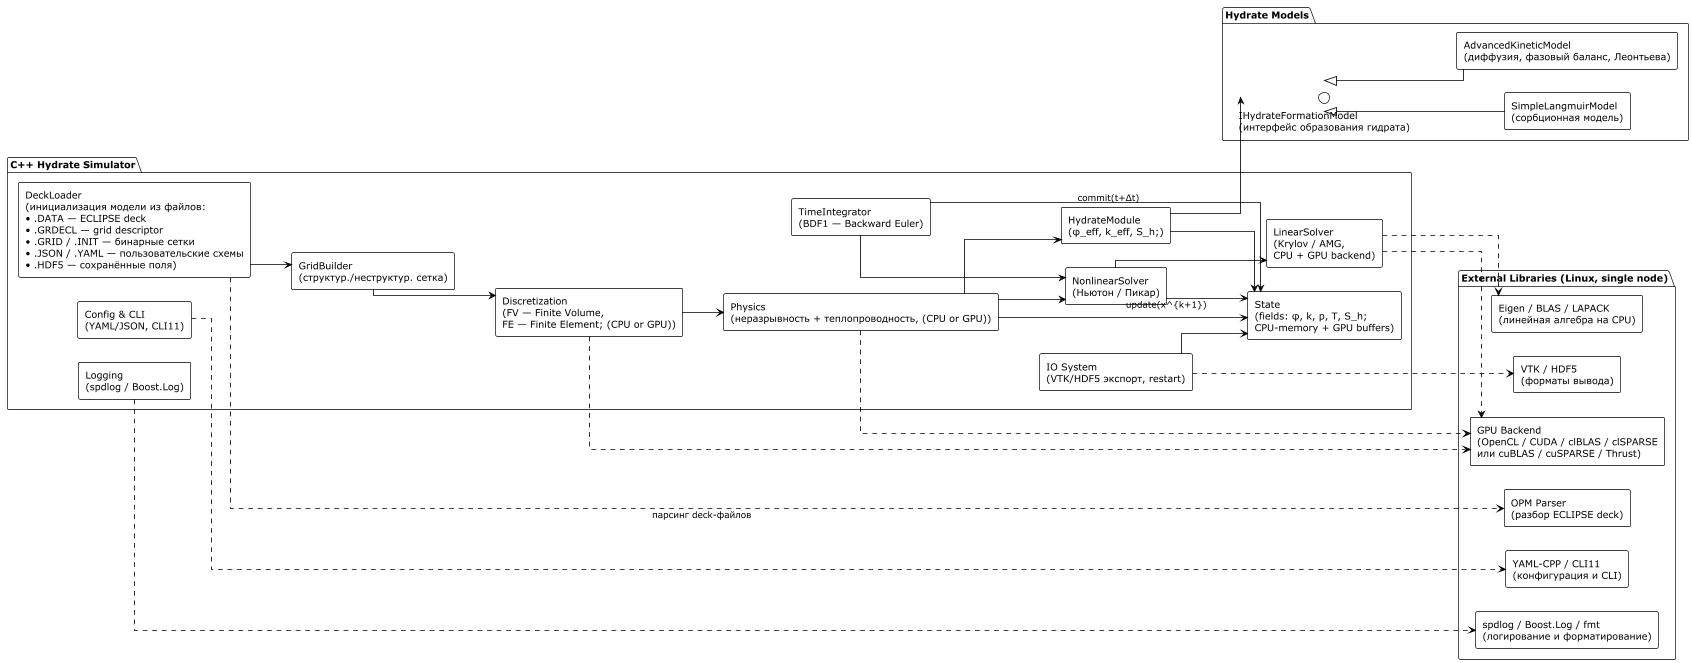 Hydrate Models
AdvancedKineticModel
(диффузия, фазовый баланс, Леонтьева)
SimpleLangmuirModel
(сорбционная модель)
IHydrateFormationModel
(интерфейс образования гидрата)
C++ Hydrate Simulator
DeckLoader
(инициализация модели из файлов:
• .DATA — ECLIPSE deck
• .GRDECL — grid descriptor
• .GRID / .INIT — бинарные сетки
• .JSON / .YAML — пользовательские схемы
• .HDF5 — сохранённые поля)
GridBuilder
(структур./неструктур. сетка)
Config & CLI
(YAML/JSON, CLI11)
Logging
(spdlog / Boost.Log)
Discretization
(FV — Finite Volume,
FE — Finite Element; (CPU or GPU))
Physics
(неразрывность + теплопроводность, (CPU or GPU))
TimeIntegrator
(BDF1 — Backward Euler)
commit(t+Δt)
HydrateModule
(φ_eff, k_eff, S_h;)
NonlinearSolver
(Ньютон / Пикар)
update(x^{k+1})
LinearSolver
(Krylov / AMG,
CPU + GPU backend)
State
(fields: φ, k, p, T, S_h;
CPU-memory + GPU buffers)
IO System
(VTK/HDF5 экспорт, restart)
External Libraries (Linux, single node)
Eigen / BLAS / LAPACK
(линейная алгебра на CPU)
VTK / HDF5
(форматы вывода)
GPU Backend
(OpenCL / CUDA / clBLAS / clSPARSE
или cuBLAS / cuSPARSE / Thrust)
OPM Parser
(разбор ECLIPSE deck)
парсинг deck-файлов
YAML-CPP / CLI11
(конфигурация и CLI)
spdlog / Boost.Log / fmt
(логирование и форматирование)